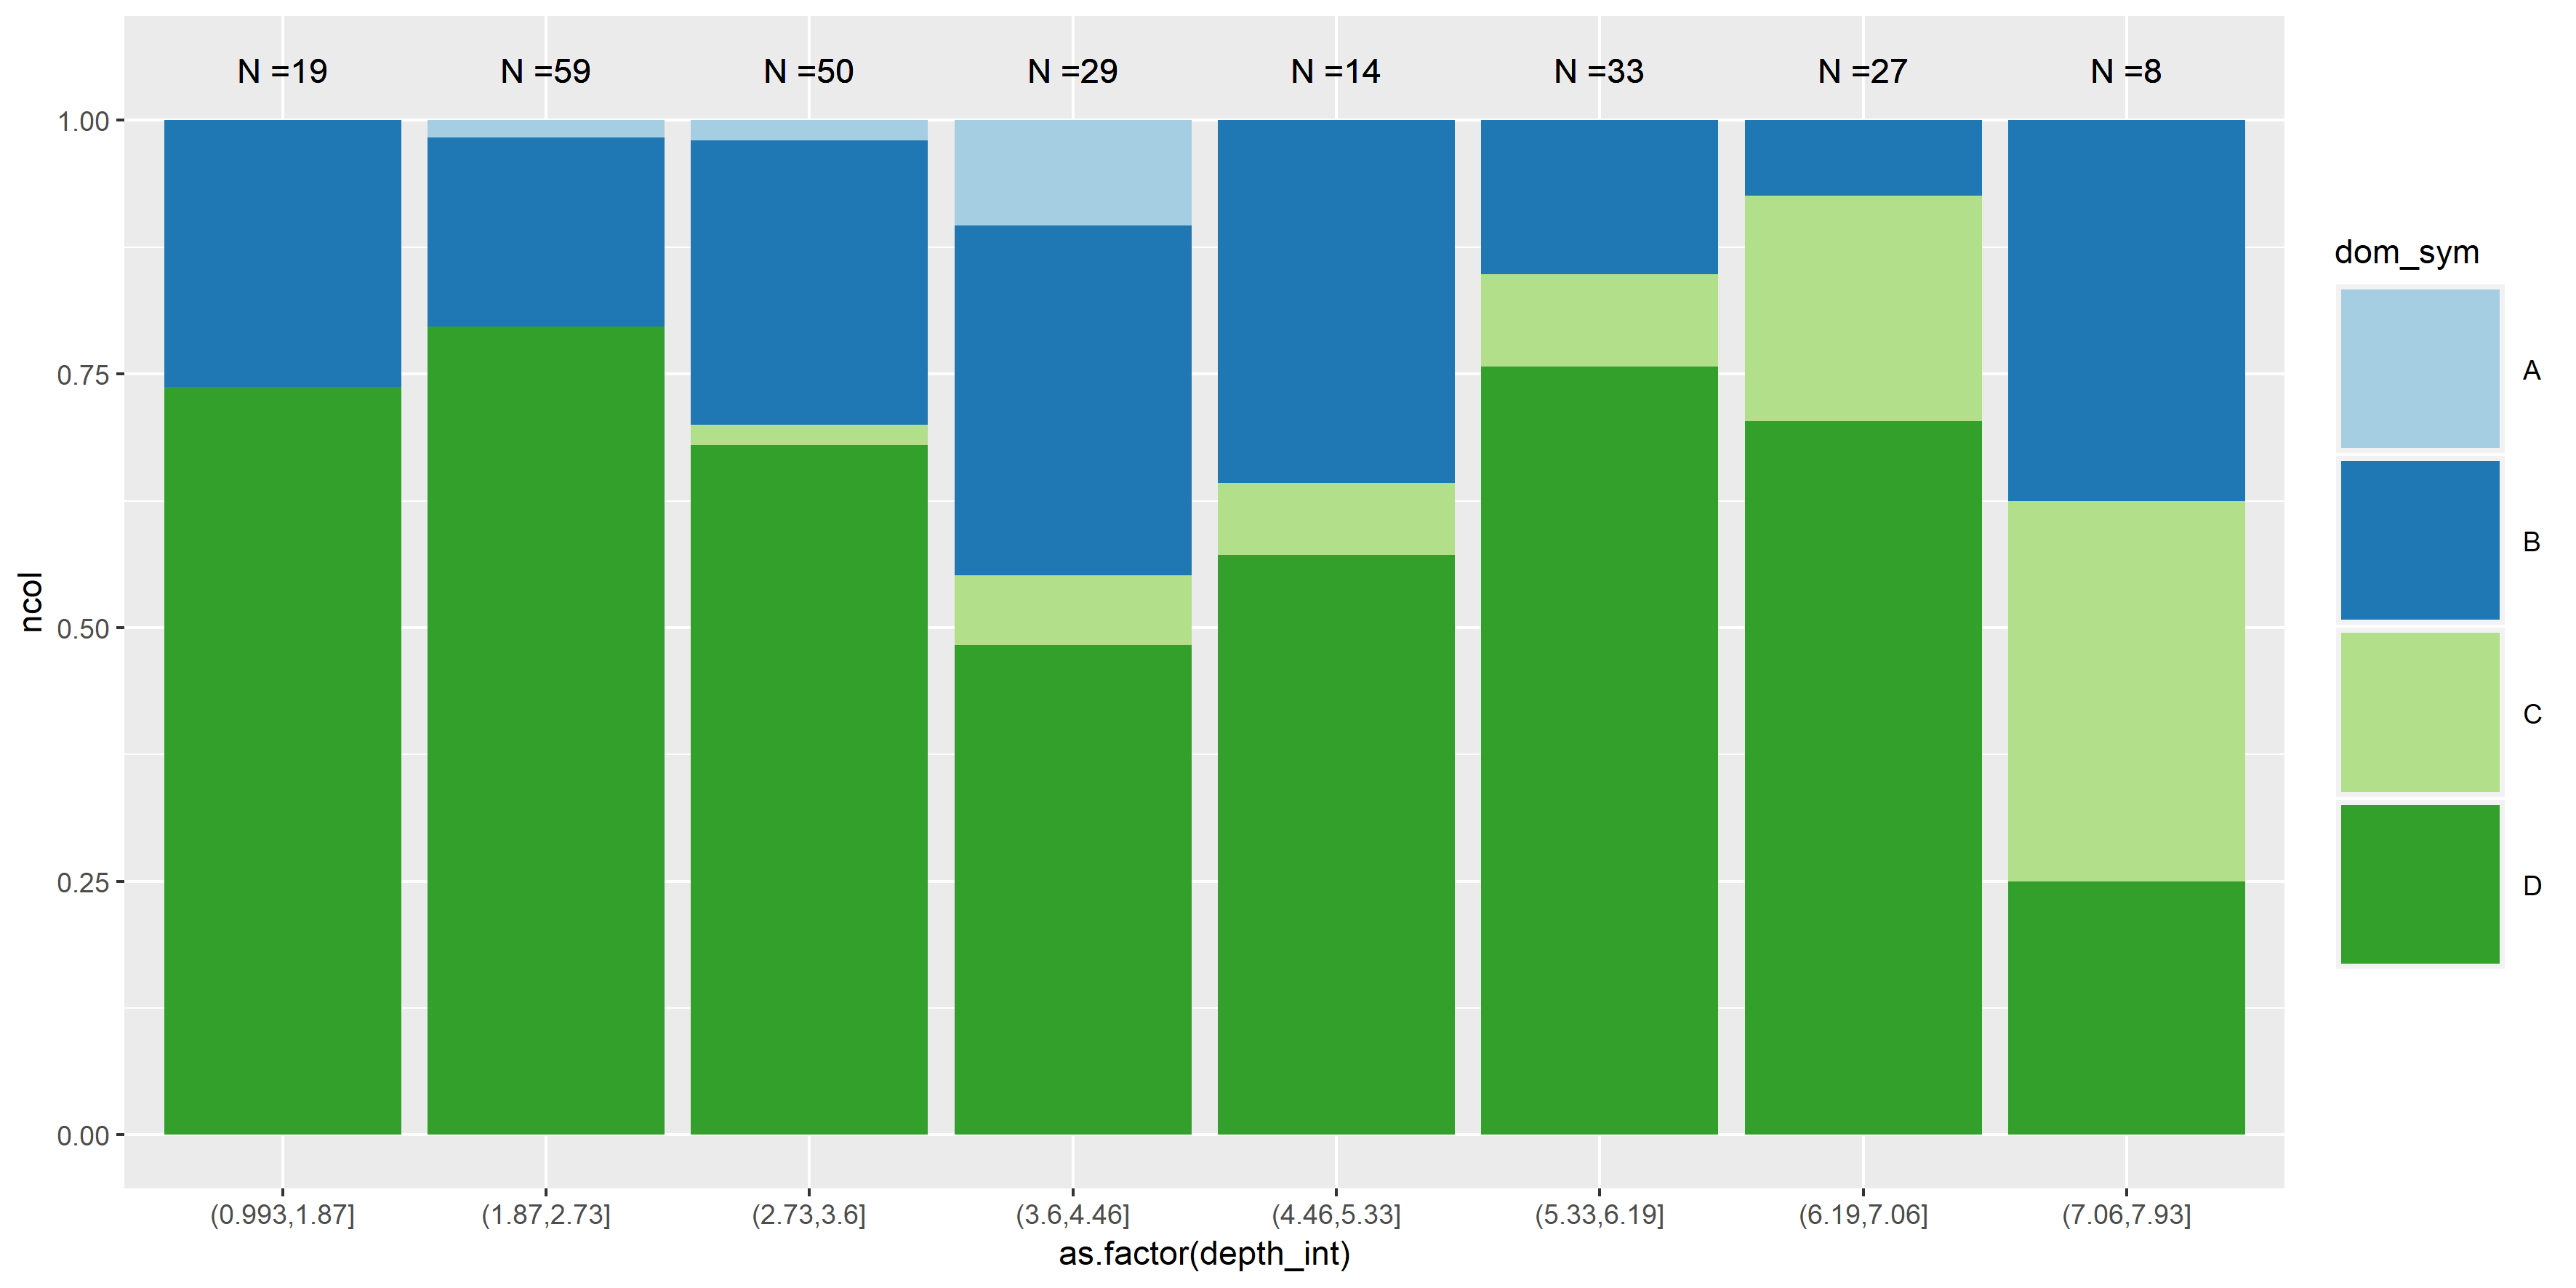 N =19 N =59 N =50 N =29 N =14 N =33 N =27 N =8
1.00
0.75
0.50
0.25
0.00
ncol
(0.993,1.87] (1.87,2.73] (2.73,3.6] (3.6,4.46] (4.46,5.33] (5.33,6.19] (6.19,7.06] (7.06,7.93]
as.factor(depth_int)
dom_sym
A
B
C
D